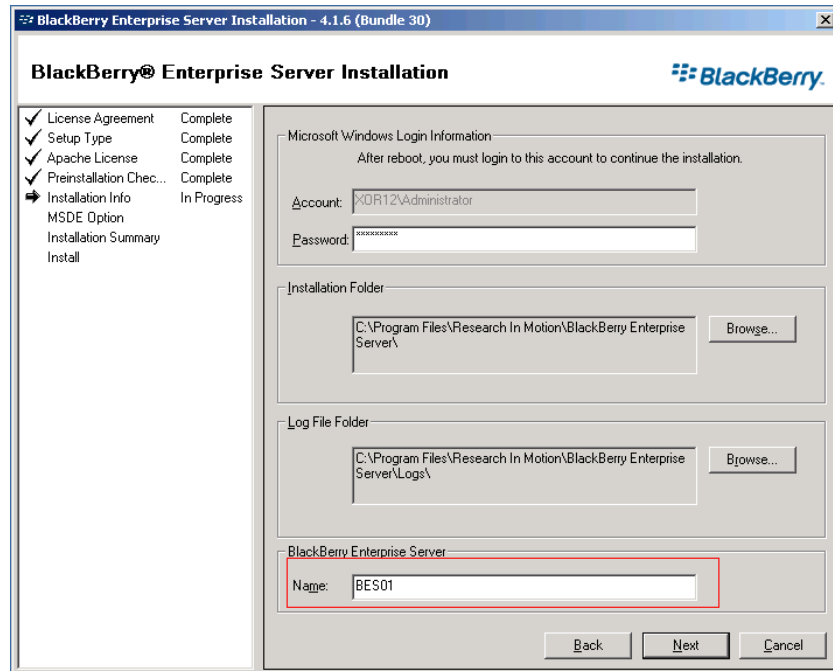 BlackBerry Enterprise Server Installation - 4.1.6 (Bundle 30)
BlackBerry® Enterprise Server Installation
BlackBerry.
License Agreement Complete
Setup Type Complete
Apache License Complete
Preinstallation Chec... Complete
Installation Info In Progress
MSDE Option
Installation Summary
Install
Microsoft Windows Login Information
After reboot, you must login to this account to continue the installation.
Account: XOR12\Administrator
Password: *********
Installation Folder
C:\Program Files\Research In Motion\BlackBerry Enterprise
Server\
Browse...
Log File Folder
C:\Program Files\Research In Motion\BlackBerry Enterprise
Server\Logs\
Browse...
BlackBerry Enterprise Server
Name: BES01
Back Next Cancel